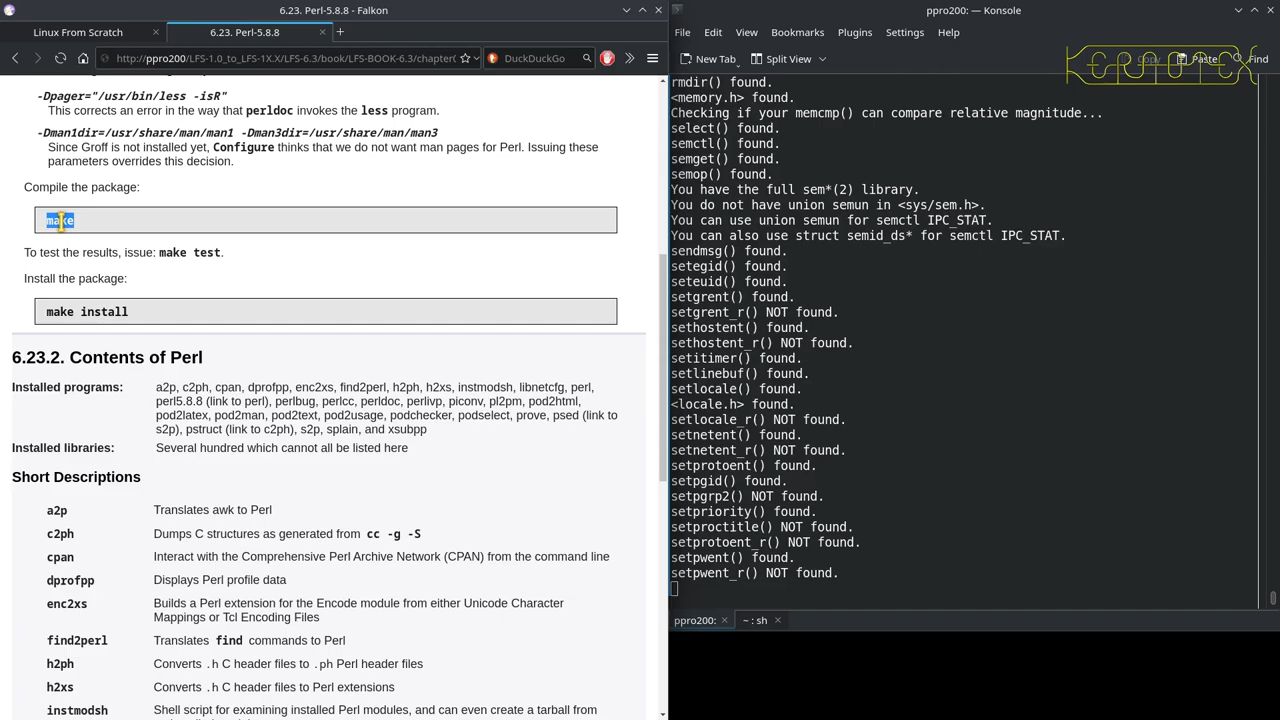 6.23. Perl-5.8.8 - Falkon
Linux From Scratch
6.23. Perl-5.8.8
http://ppro200/LFS-1.0_to_LFS-1X.X/LFS-6.3/book/LFS-BOOK-6.3/chapter(
DuckDuckGo
-Dpager="/usr/bin/less -isR"
This corrects an error in the way that perldoc invokes the less program.
-Dman1dir=/usr/share/man/man1 -Dman3dir=/usr/share/man/man3
Since Groff is not installed yet, Configure thinks that we do not want man pages for Perl. Issuing these
parameters overrides this decision.
Compile the package:
make
To test the results, issue: make test.
Install the package:
make install
6.23.2. Contents of Perl
Installed programs: a2p, c2ph, cpan, dprofpp, enc2xs, find2perl, h2ph, h2xs, instmodsh, libnetcfg, perl,
perl5.8.8 (link to perl), perlbug, perlcc, perldoc, perlivp, piconv, pl2pm, pod2html,
pod2latex, pod2man, pod2text, pod2usage, podchecker, podselect, prove, psed (link to
s2p), pstruct (link to c2ph), s2p, splain, and xsubpp
Installed libraries: Several hundred which cannot all be listed here
Short Descriptions
a2p Translates awk to Perl
c2ph Dumps C structures as generated from cc -g -S
cpan Interact with the Comprehensive Perl Archive Network (CPAN) from the command line
dprofpp Displays Perl profile data
enc2xs Builds a Perl extension for the Encode module from either Unicode Character
Mappings or Tcl Encoding Files
find2perl Translates find commands to Perl
h2ph Converts .h C header files to .ph Perl header files
h2xs Converts .h C header files to Perl extensions
instmodsh Shell script for examining installed Perl modules, and can even create a tarball from
ppro200: — Konsole
File Edit View Bookmarks Plugins Settings Help
New Tab Split View Copy Paste Find
rmdir() found.
<memory.h> found.
Checking if your memcmp() can compare relative magnitude...
select() found.
semctl() found.
semget() found.
semop() found.
You have the full sem*(2) library.
You do not have union semun in <sys/sem.h>.
You can use union semun for semctl IPC_STAT.
You can also use struct semid_ds* for semctl IPC_STAT.
sendmsg() found.
setegid() found.
seteuid() found.
setgrent() found.
setgrent_r() NOT found.
sethostent() found.
sethostent_r() NOT found.
setitimer() found.
setlinebuf() found.
setlocale() found.
<locale.h> found.
setlocale_r() NOT found.
setnetent() found.
setnetent_r() NOT found.
setprotoent() found.
setpgid() found.
setpgrp2() NOT found.
setpriority() found.
setproctitle() NOT found.
setprotoent_r() NOT found.
setpwent() found.
setpwent_r() NOT found.
ppro200:
~ : sh